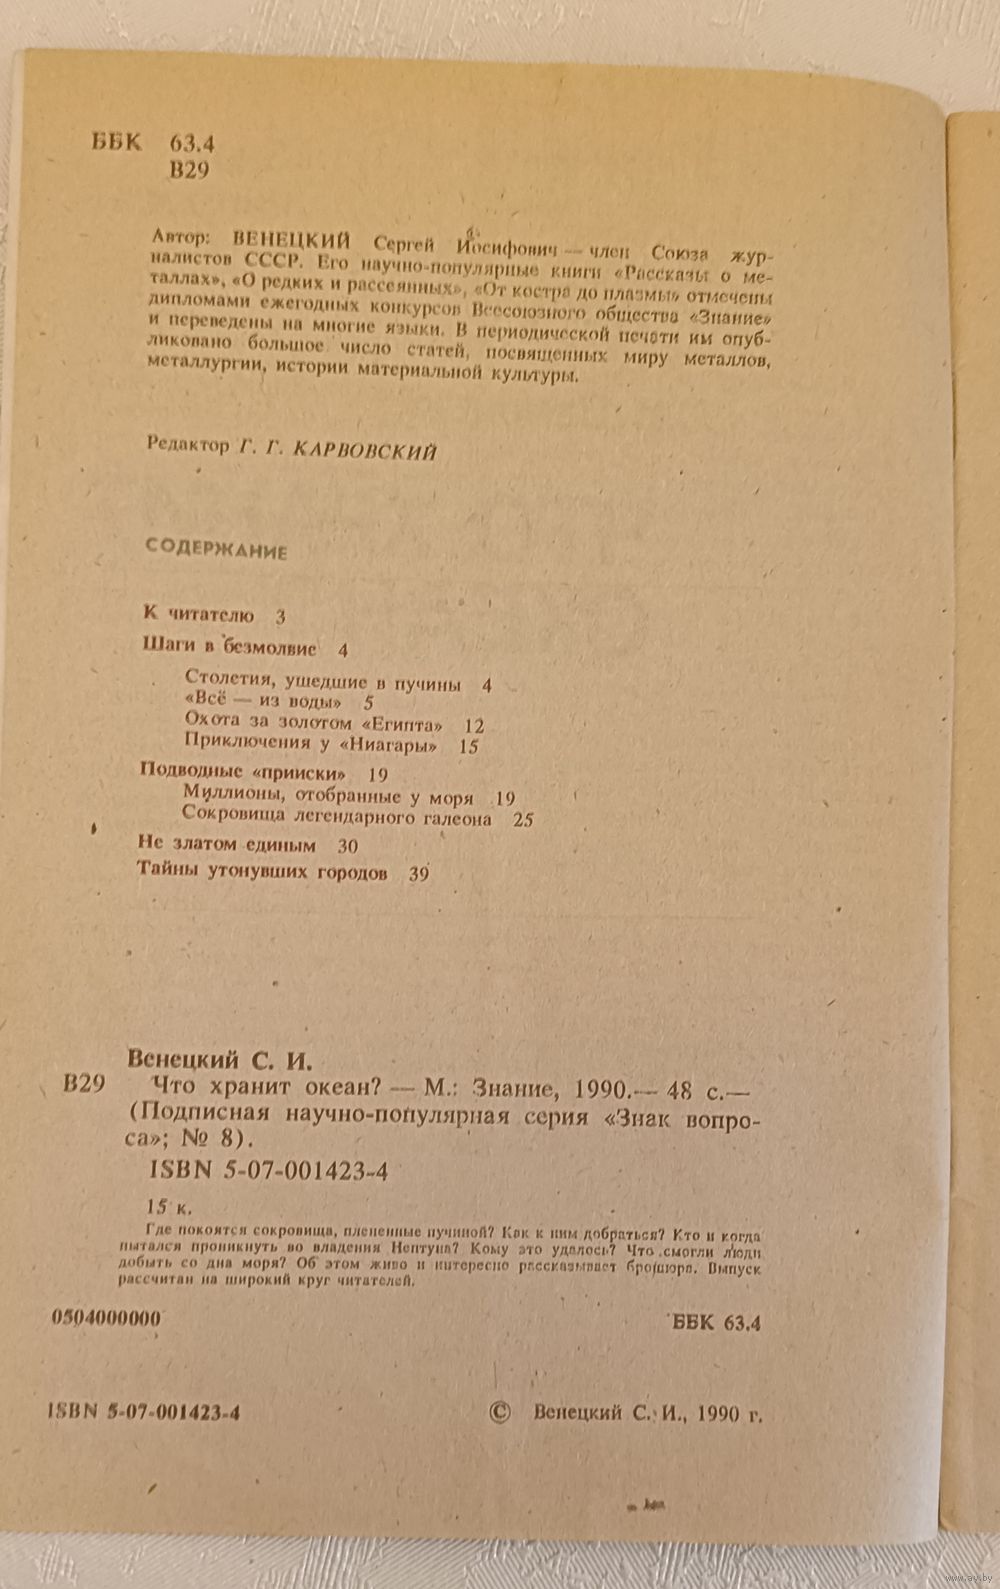 ББК 63.4
В29
Автор: ВЕНЕЦКИЙ Сергей Иосифович — член Союза жур-
налистов СССР. Его научно-популярные книги «Рассказы о ме-
таллах», «О редких и рассеянных», «От костра до плазмы» отмечены
дипломами ежегодных конкурсов Всесоюзного общества «Знание»
и переведены на многие языки. В периодической печати им опуб-
ликовано большое число статей, посвященных миру металлов,
металлургии, истории материальной культуры.
Редактор Г. Г. КАРВОВСКИЙ
СОДЕРЖАНИЕ
К читателю 3
Шаги в безмолвие 4
Столетия, ушедшие в пучины 4
«Всё — из воды» 5
Охота за золотом «Египта» 12
Приключения у «Ниагары» 15
Подводные «прииски» 19
Миллионы, отобранные у моря 19
Сокровища легендарного галеона 25
Не златом единым 30
Тайны утонувших городов 39
Венецкий С. И.
В29 Что хранит океан? — М.: Знание, 1990.— 48 с.—
(Подписная научно-популярная серия «Знак вопро-
са»; № 8).
ISBN 5-07-001423-4
15 к.
Где покоятся сокровища, плененные пучиной? Как к ним добраться? Кто и когда
пытался проникнуть во владения Нептуна? Кому это удалось? Что смогли люди
добыть со дна моря? Об этом живо и интересно рассказывает брошюра. Выпуск
рассчитан на широкий круг читателей.
0504000000 ББК 63.4
ISBN 5-07-001423-4 © Венецкий С. И., 1990 г.
www.ay.by